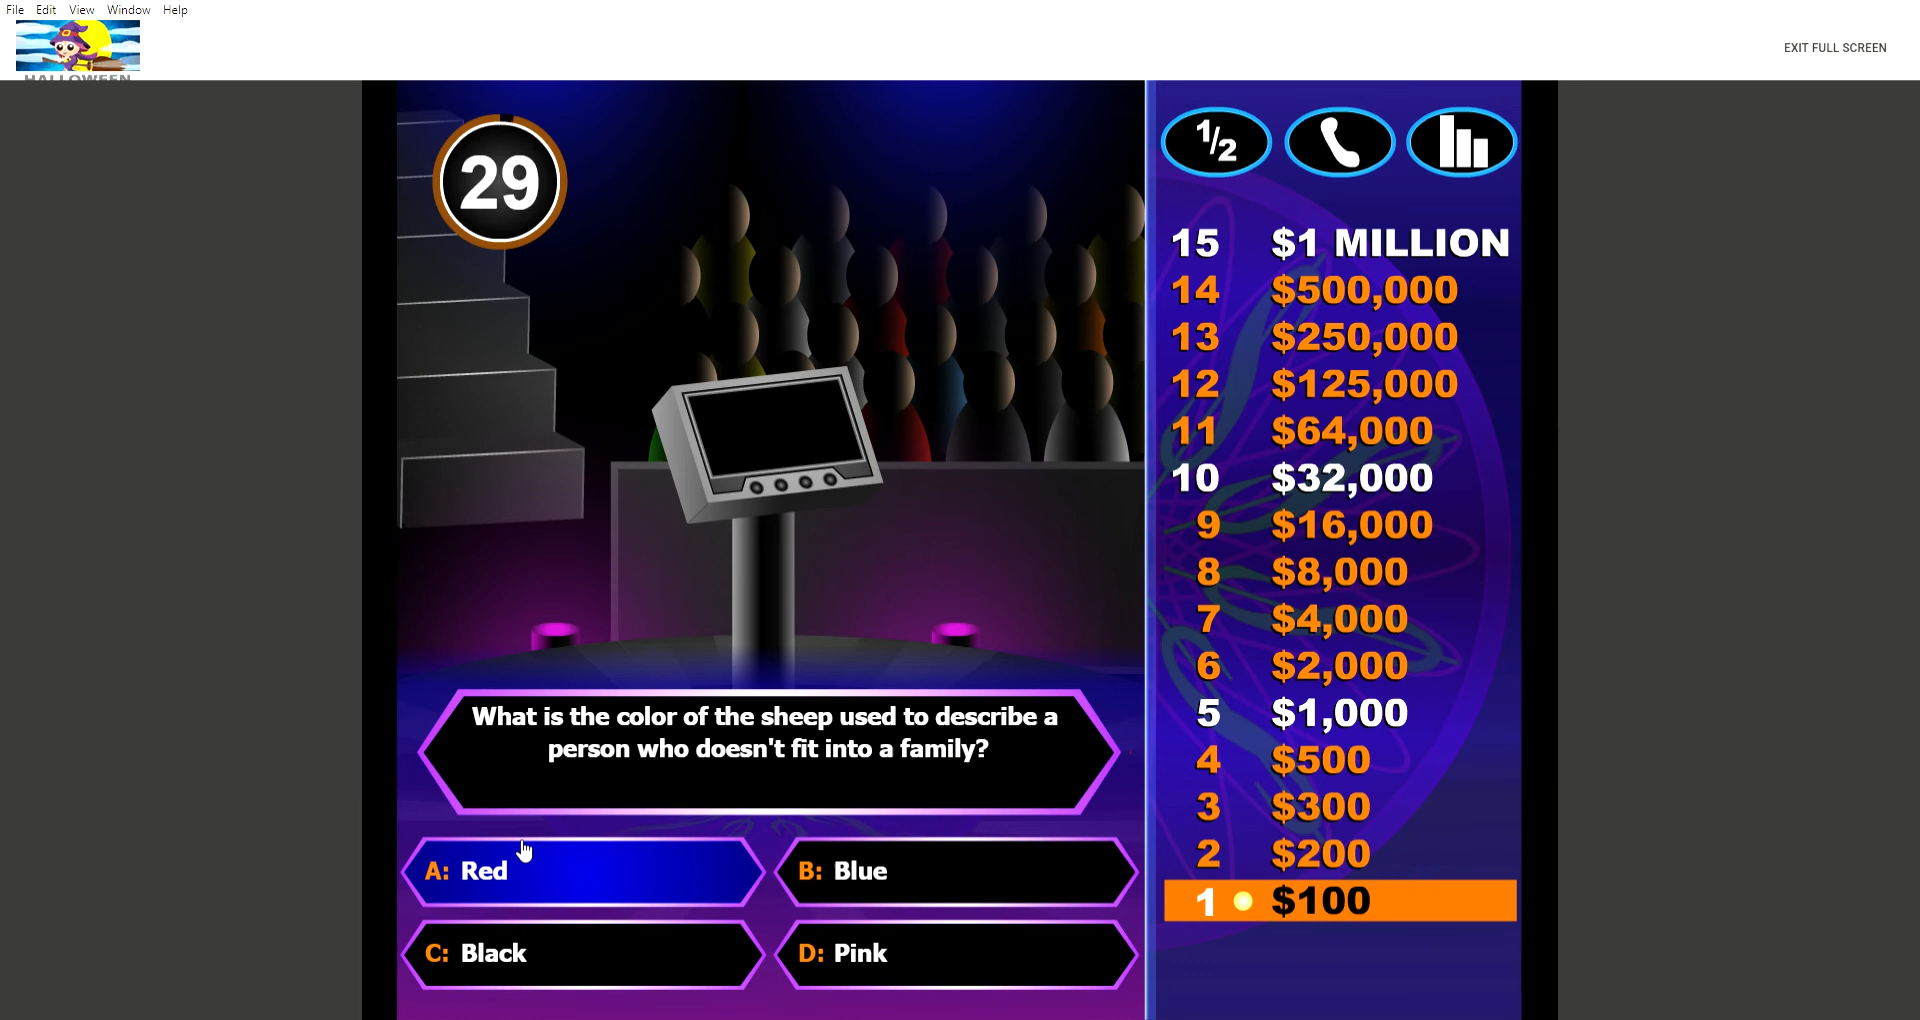 File Edit View Window Help
HALLOWEEN
EXIT FULL SCREEN
29
1/2
15 $1 MILLION
14 $500,000
13 $250,000
12 $125,000
11 $64,000
10 $32,000
9 $16,000
8 $8,000
7 $4,000
6 $2,000
5 $1,000
4 $500
3 $300
2 $200
1 $100
What is the color of the sheep used to describe a
person who doesn't fit into a family?
A: Red
B: Blue
C: Black
D: Pink